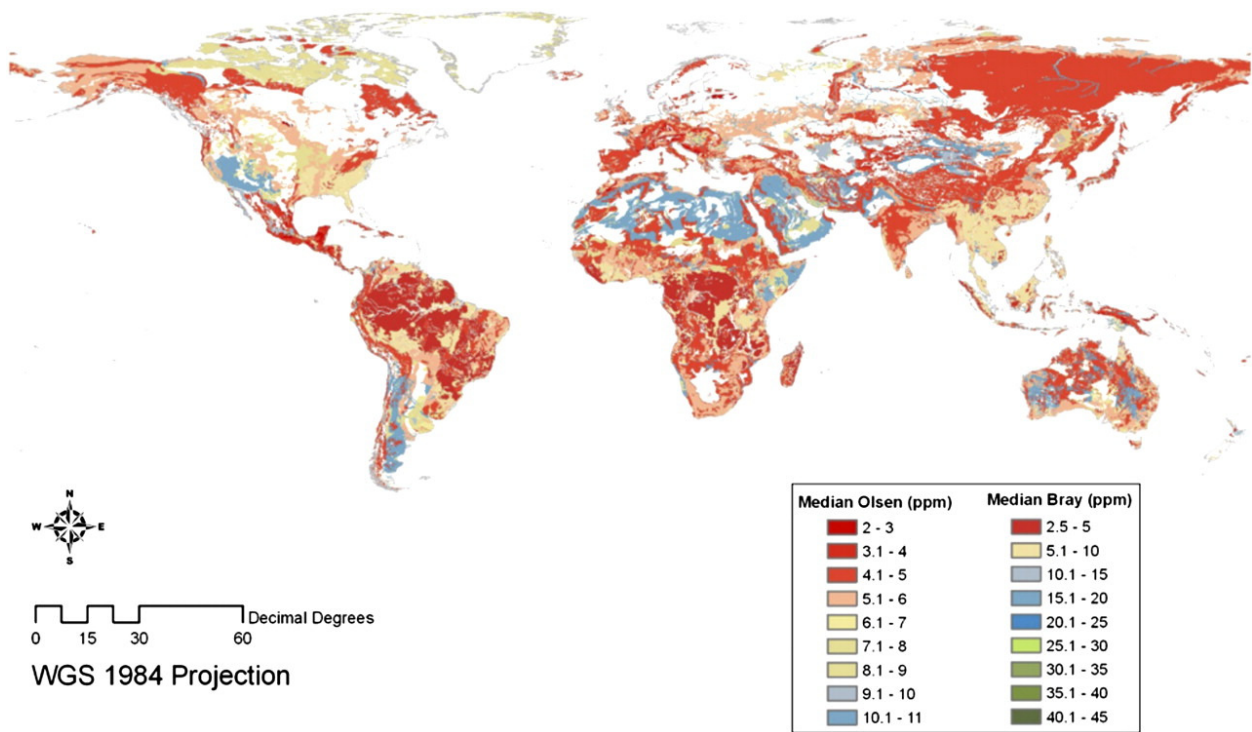 N
W E
S
0 15 30 60
Decimal Degrees
WGS 1984 Projection
Median Olsen (ppm) Median Bray (ppm)
2 - 3 2.5 - 5
3.1 - 4 5.1 - 10
4.1 - 5 10.1 - 15
5.1 - 6 15.1 - 20
6.1 - 7 20.1 - 25
7.1 - 8 25.1 - 30
8.1 - 9 30.1 - 35
9.1 - 10 35.1 - 40
10.1 - 11 40.1 - 45